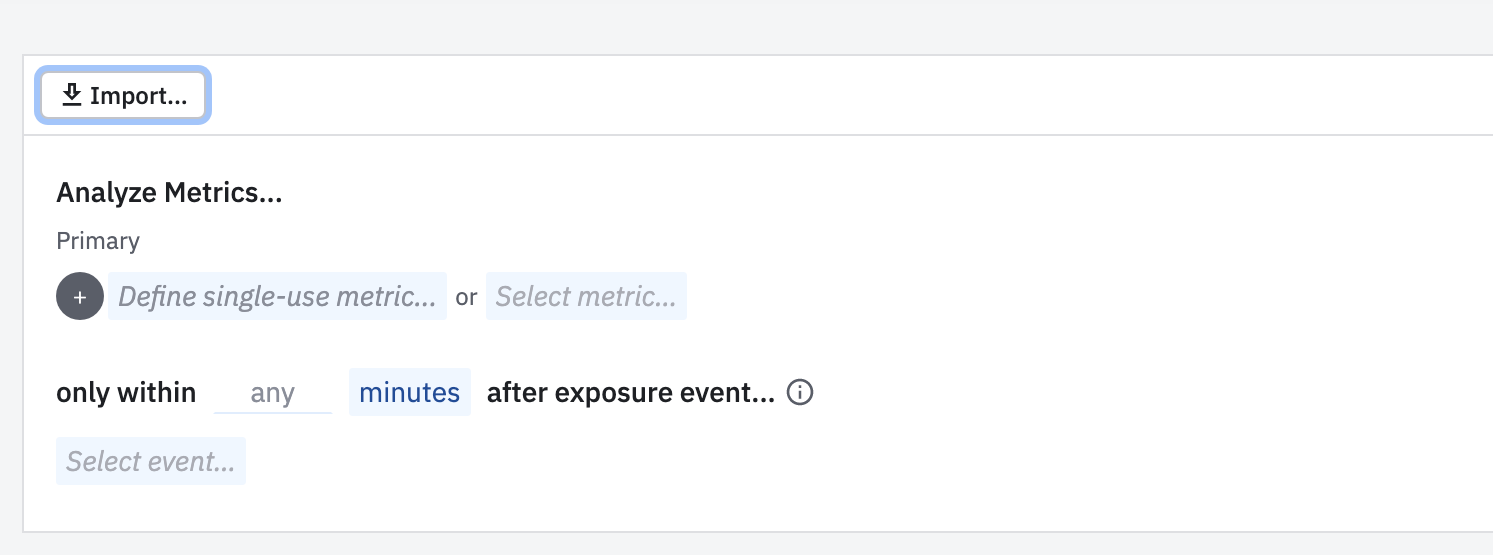 Import...
Analyze Metrics...
Primary
+ Define single-use metric... or Select metric...
only within any minutes after exposure event...
Select event...